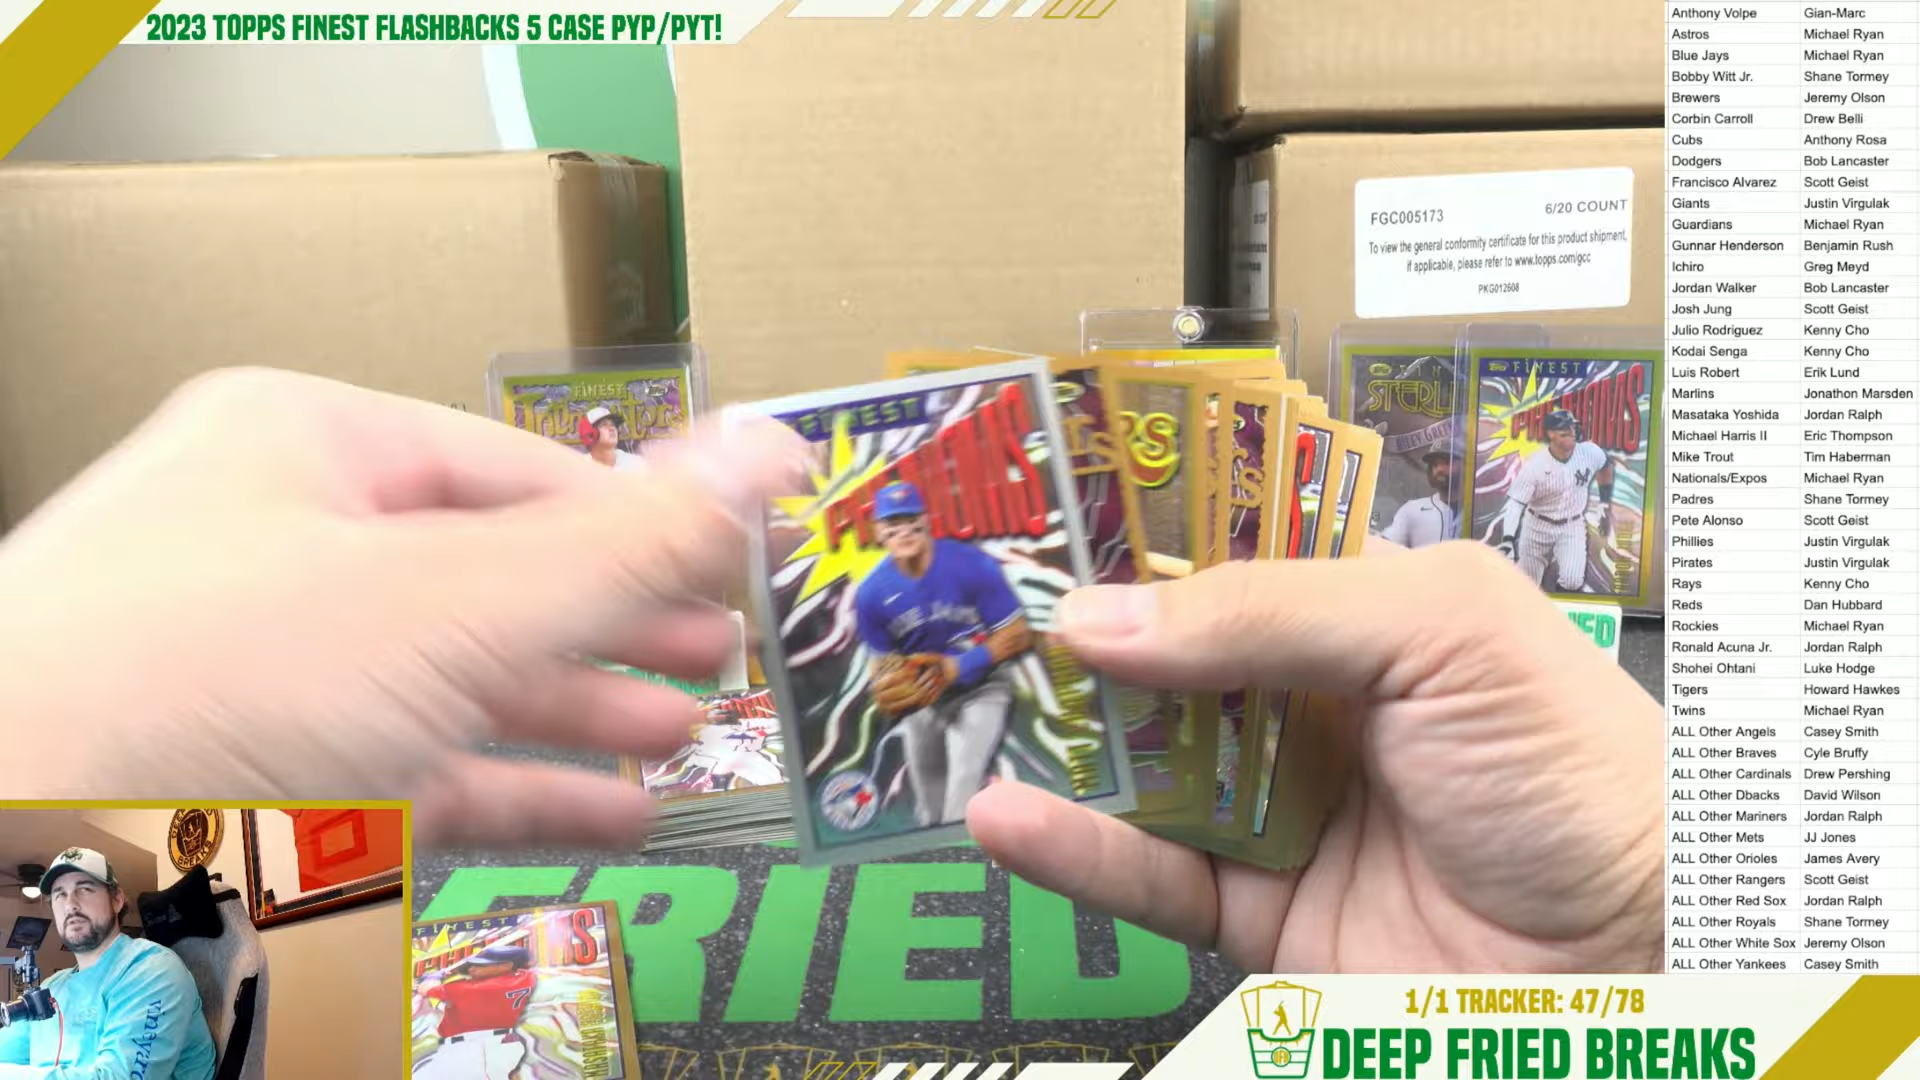 2023 TOPPS FINEST FLASHBACKS 5 CASE PYP/PYT!
Anthony Volpe Gian-Marc
Astros Michael Ryan
Blue Jays Michael Ryan
Bobby Witt Jr. Shane Tormey
Brewers Jeremy Olson
Corbin Carroll Drew Belli
Cubs Anthony Rosa
Dodgers Bob Lancaster
Francisco Alvarez Scott Geist
Giants Justin Virgulak
Guardians Michael Ryan
Gunnar Henderson Benjamin Rush
Ichiro Greg Meyd
Jordan Walker Bob Lancaster
Josh Jung Scott Geist
Julio Rodriguez Kenny Cho
Kodai Senga Kenny Cho
Luis Robert Erik Lund
Marlins Jonathon Marsden
Masataka Yoshida Jordan Ralph
Michael Harris II Eric Thompson
Mike Trout Tim Haberman
Nationals/Expos Michael Ryan
Padres Shane Tormey
Pete Alonso Scott Geist
Phillies Justin Virgulak
Pirates Justin Virgulak
Rays Kenny Cho
Reds Dan Hubbard
Rockies Michael Ryan
Ronald Acuna Jr. Jordan Ralph
Shohei Ohtani Luke Hodge
Tigers Howard Hawkes
Twins Michael Ryan
ALL Other Angels Casey Smith
ALL Other Braves Cyle Bruffy
ALL Other Cardinals Drew Pershing
ALL Other Dbacks David Wilson
ALL Other Mariners Jordan Ralph
ALL Other Mets JJ Jones
ALL Other Orioles James Avery
ALL Other Rangers Scott Geist
ALL Other Red Sox Jordan Ralph
ALL Other Royals Shane Tormey
ALL Other White Sox Jeremy Olson
ALL Other Yankees Casey Smith
FGC005173 6/20 COUNT
To view the general conformity certificate for this product shipment,
if applicable, please refer to www.topps.com/gcc
PKG012608
FINEST
FINEST
PHENOMS
FINEST
PHENOMS
FRIED
FINEST
7
1/1 TRACKER: 47/78
DEEP FRIED BREAKS